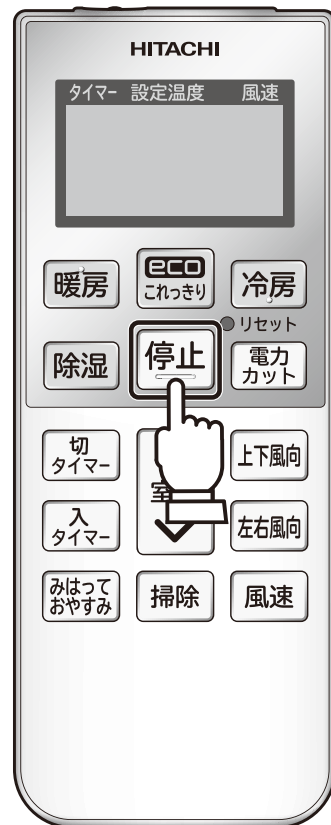 HITACHI
タイマー 設定温度 風速
暖房
eco
これっきり
冷房
リセット
除湿
停止
電力
カット
切
タイマー
室
上下風向
入
タイマー
左右風向
みはって
おやすみ
掃除
風速